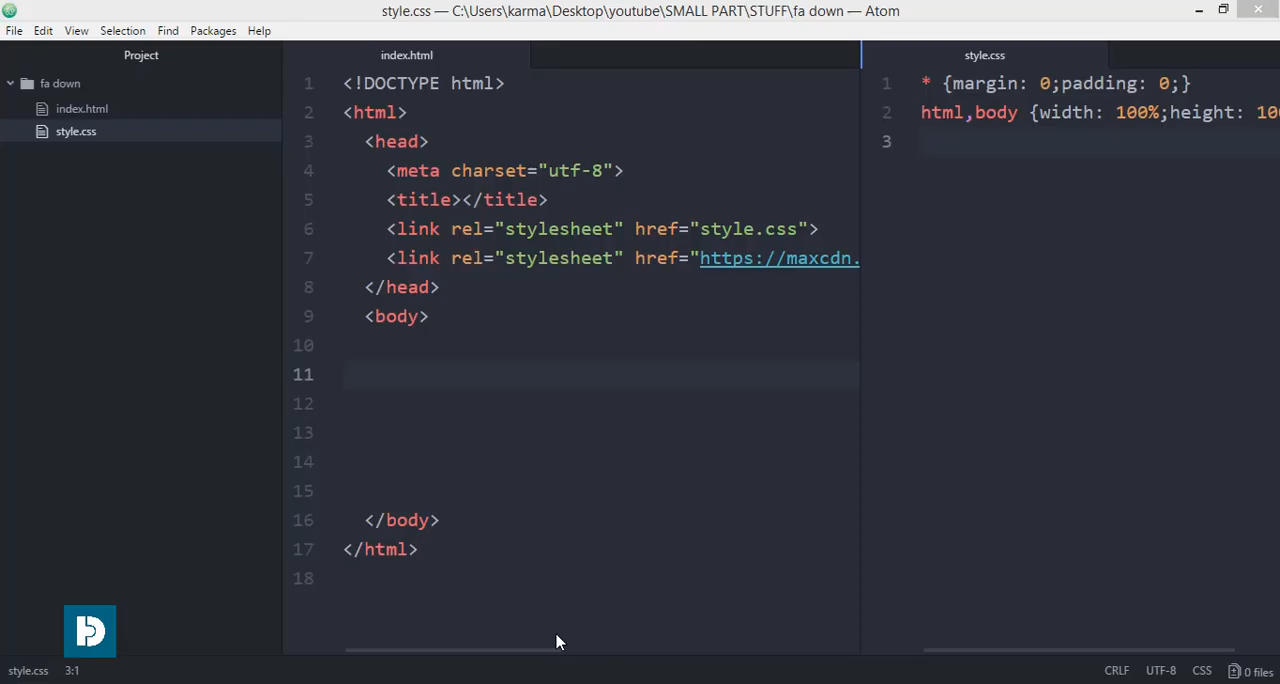 style.css — C:\Users\karma\Desktop\youtube\SMALL PART\STUFF\fa down — Atom
File Edit View Selection Find Packages Help
Project
fa down
index.html
style.css
index.html
1 <!DOCTYPE html>
2 <html>
3 <head>
4 <meta charset="utf-8">
5 <title></title>
6 <link rel="stylesheet" href="style.css">
7 <link rel="stylesheet" href="https://maxcdn.
8 </head>
9 <body>
10
11
12
13
14
15
16 </body>
17 </html>
18
style.css
1 * {margin: 0;padding: 0;}
2 html,body {width: 100%;height: 10
3
style.css 3:1 CRLF UTF-8 CSS 0 files